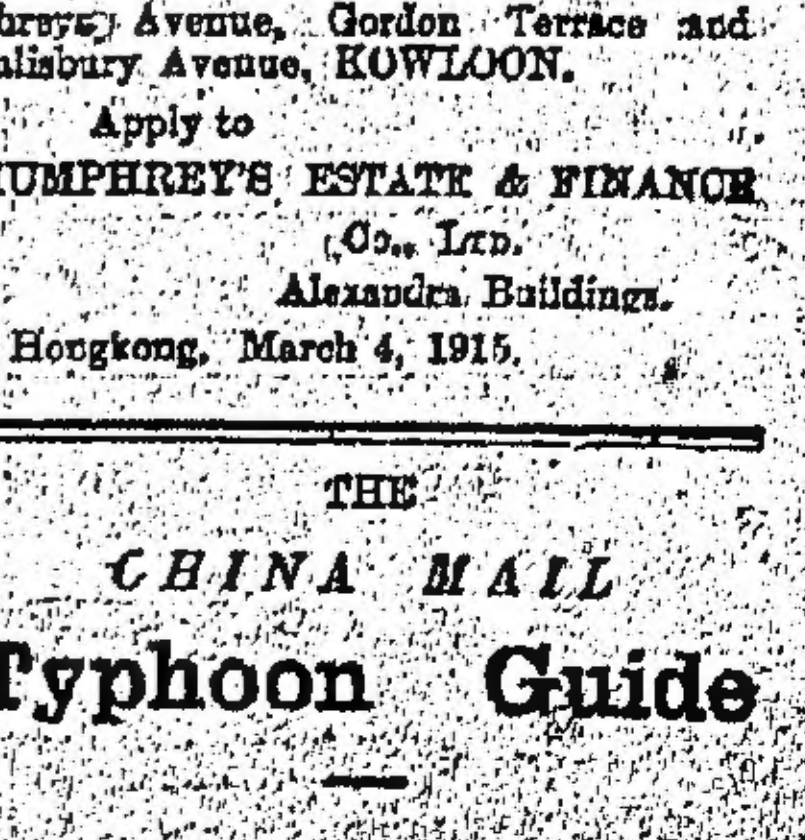 Avenue, Gordon Terrace and
Avenue, KOWLOON.
Apply to
HUMPHREY'S ESTATE & FINANCE
Co., LTD.
Alexandra Buildings.
Hongkong, March 4, 1915.
THE
CHINA MAIL
Typhoon Guide